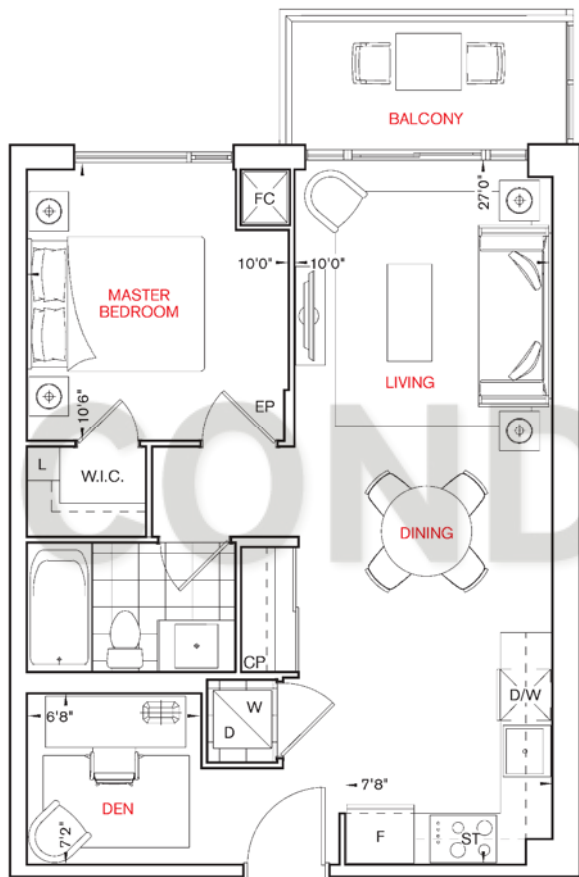 BALCONY
FC
27'0"
10'0"
10'0"
MASTER
BEDROOM
LIVING
10'6"
EP
L
W.I.C.
COND
DINING
CP
D/W
W
D
6'8"
7'8"
DEN
7'2"
F
ST